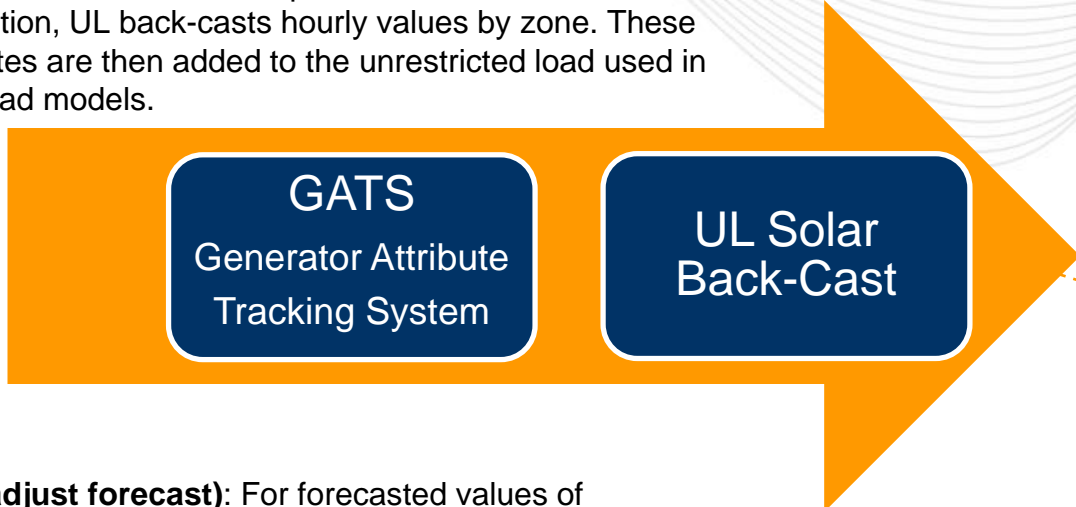 tion, UL back-casts hourly values by zone. These
tes are then added to the unrestricted load used in
ad models.
GATS
Generator Attribute
Tracking System
UL Solar
Back-Cast
adjust forecast): For forecasted values of